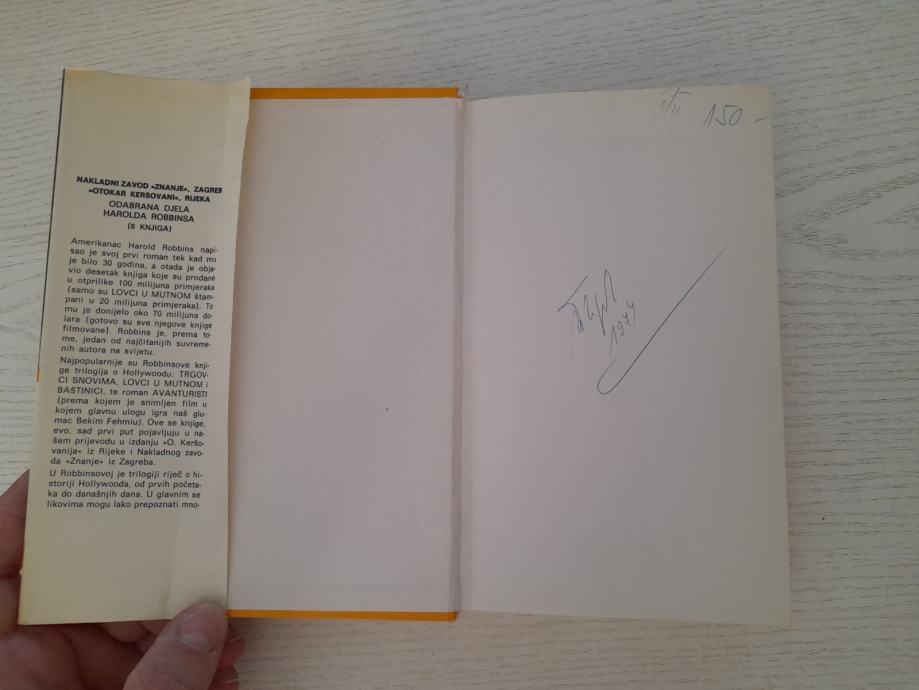 NAKLADNI ZAVOD »ZNANJE«, ZAGREB
»OTOKAR KERŠOVANI«, RIJEKA
ODABRANA DJELA
HAROLDA ROBBINSA
(6 KNJIGA)
Amerikanac Harold Robbins napi-
sao je svoj prvi roman tek kad mu
je bilo 30 godina, a otada je obja-
vio desetak knjiga koje su prodane
u otprilike 100 milijuna primjeraka
(samo su LOVCI U MUTNOM štam-
pani u 20 milijuna primjeraka). To
mu je donijelo oko 70 milijuna do-
lara (gotovo su sve njegove knjige
filmovane). Robbins je, prema to-
me, jedan od najčitanijih suvreme-
nih autora na svijetu.
Najpopularnije su Robbinsove knji-
ge trilogija o Hollywoodu: TRGOV-
CI SNOVIMA, LOVCI U MUTNOM i
BAŠTINICI, te roman AVANTURISTI
(prema kojem je snimljen film u
kojem glavnu ulogu igra naš glu-
mac Bekim Fehmiu). Ove se knjige,
evo, sad prvi put pojavljuju u na-
šem prijevodu u izdanju »O. Keršo-
vanija« iz Rijeke i Nakladnog zavo-
da »Znanje« iz Zagreba.
U Robbinsovoj je trilogiji riječ o hi-
storiji Hollywooda, od prvih početa-
ka do današnjih dana. U glavnim se
likovima mogu lako prepoznati mno-
150 -